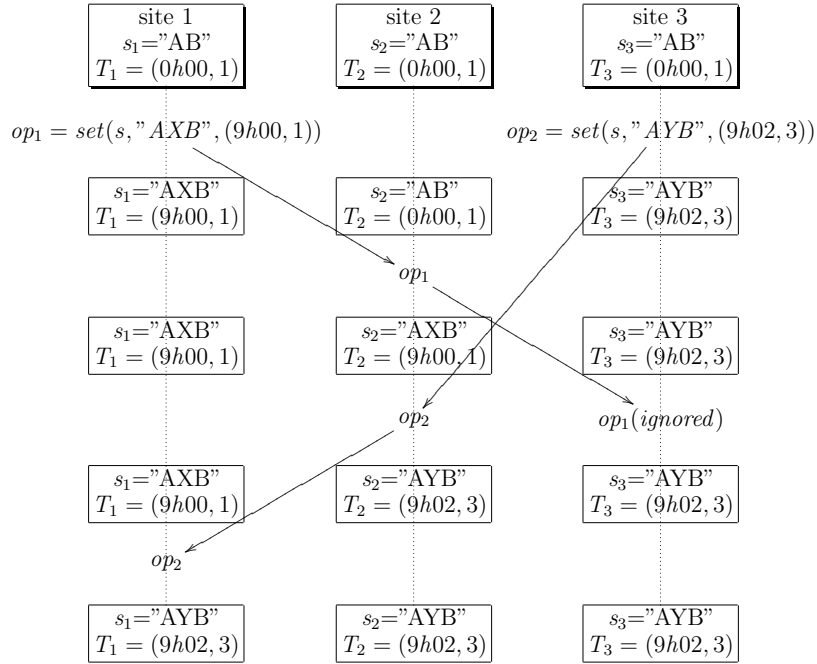 site 1
s₁="AB"
T₁ = (0h00, 1)
site 2
s₂="AB"
T₂ = (0h00, 1)
site 3
s₃="AB"
T₃ = (0h00, 1)
op₁ = set(s, "AXB", (9h00, 1))
op₂ = set(s, "AYB", (9h02, 3))
s₁="AXB"
T₁ = (9h00, 1)
s₂="AB"
T₂ = (0h00, 1)
s₃="AYB"
T₃ = (9h02, 3)
op₁
s₁="AXB"
T₁ = (9h00, 1)
s₂="AXB"
T₂ = (9h00, 1)
s₃="AYB"
T₃ = (9h02, 3)
op₂
op₁(ignored)
s₁="AXB"
T₁ = (9h00, 1)
s₂="AYB"
T₂ = (9h02, 3)
s₃="AYB"
T₃ = (9h02, 3)
op₂
s₁="AYB"
T₁ = (9h02, 3)
s₂="AYB"
T₂ = (9h02, 3)
s₃="AYB"
T₃ = (9h02, 3)